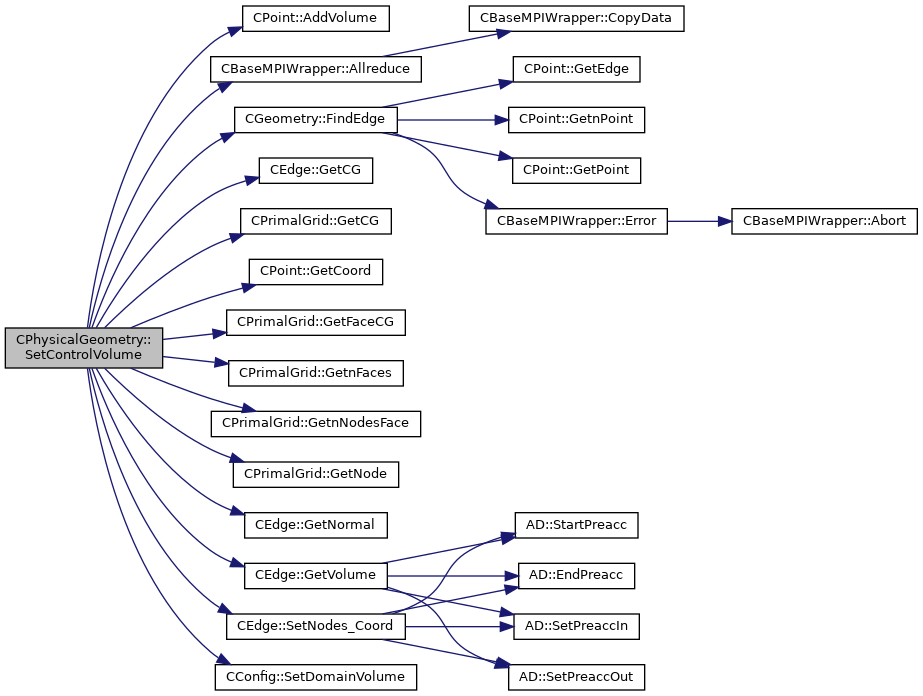 CPhysicalGeometry::
SetControlVolume
CPoint::AddVolume
CBaseMPIWrapper::Allreduce
CBaseMPIWrapper::CopyData
CGeometry::FindEdge
CPoint::GetEdge
CPoint::GetnPoint
CPoint::GetPoint
CBaseMPIWrapper::Error
CBaseMPIWrapper::Abort
CEdge::GetCG
CPrimalGrid::GetCG
CPoint::GetCoord
CPrimalGrid::GetFaceCG
CPrimalGrid::GetnFaces
CPrimalGrid::GetnNodesFace
CPrimalGrid::GetNode
CEdge::GetNormal
CEdge::GetVolume
CEdge::SetNodes_Coord
AD::StartPreacc
AD::EndPreacc
AD::SetPreaccIn
AD::SetPreaccOut
CConfig::SetDomainVolume